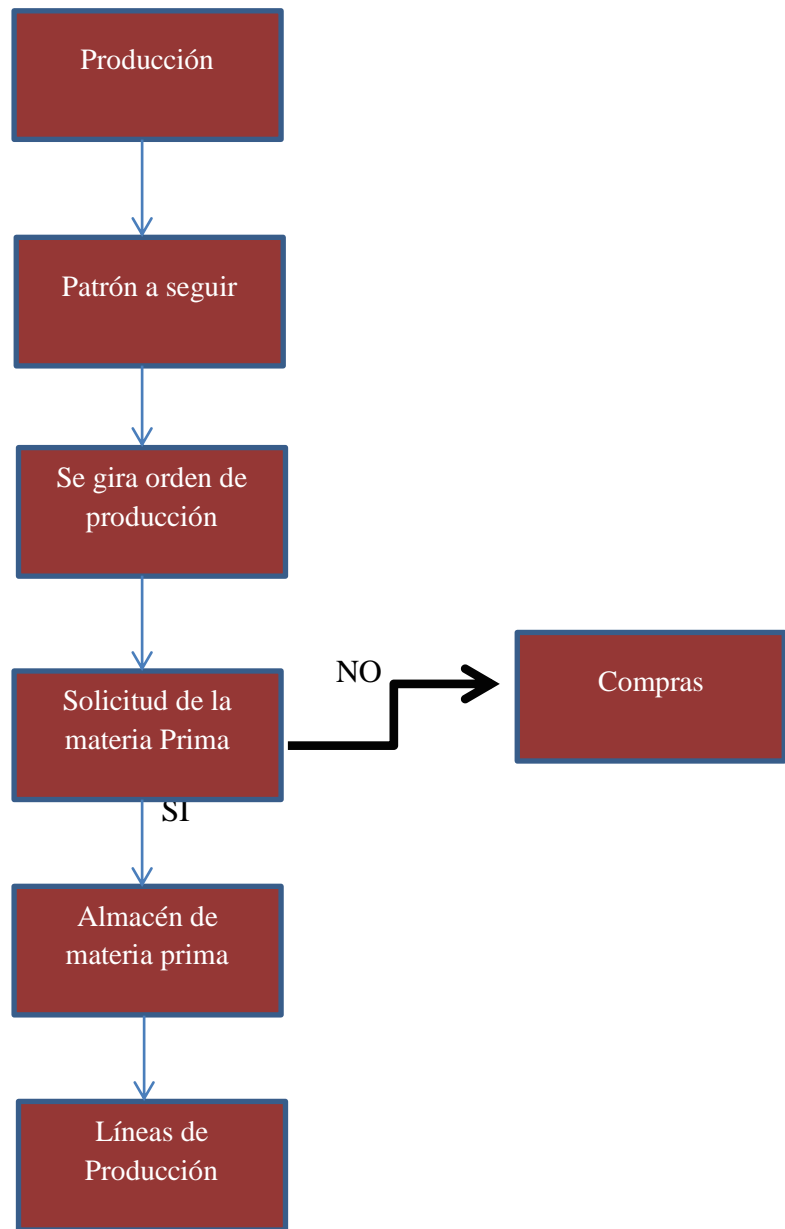 Producción
Patrón a seguir
Se gira orden de
producción
Solicitud de la
materia Prima
NO
Compras
SI
Almacén de
materia prima
Líneas de
Producción